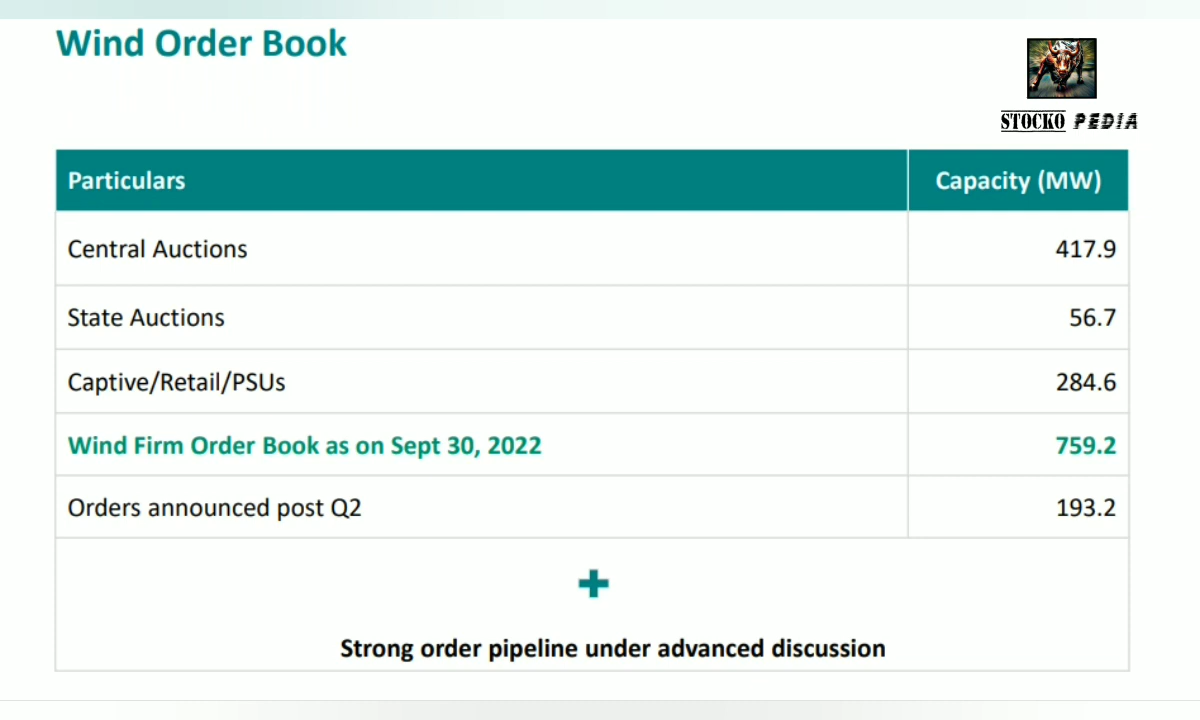 Wind Order Book
STOCKO PEDIA
Particulars Capacity (MW)
Central Auctions 417.9
State Auctions 56.7
Captive/Retail/PSUs 284.6
Wind Firm Order Book as on Sept 30, 2022 759.2
Orders announced post Q2 193.2
+
Strong order pipeline under advanced discussion